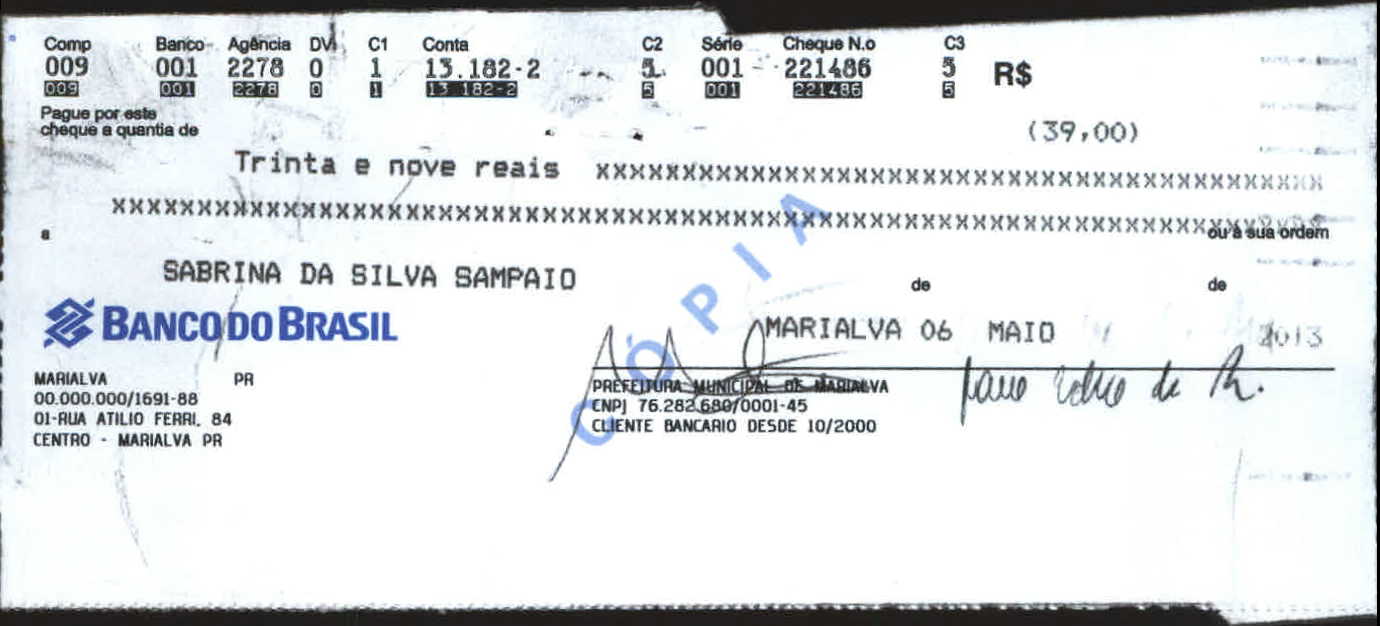 Comp Banco Agência DV C1 Conta C2 Série Cheque N.o C3
009 001 2278 0 1 13.182-2 5 001 221486 5 R$
009 001 2278 0 1 13.182-2 5 001 221486 5
Pague por este
cheque a quantia de
(39,00)
Trinta e nove reais xxxxxxxxxxxxxxxxxxxxxxxxxxxxxxxxxxxxxxxxxxxx
xxxxxxxxxxxxxxxxxxxxxxxxxxxxxxxxxxxxxxxxxxxxxxxxxxxxxxxxxxxxxxxxxxx
a ou à sua ordem
SABRINA DA SILVA SAMPAIO
de de
BANCO DO BRASIL
MARIALVA 06 MAIO 2013
CÓPIA
MARIALVA PR
00.000.000/1691-88
01-RUA ATILIO FERRI, 84
CENTRO - MARIALVA PR
PREFEITURA MUNICIPAL DE MARIALVA
CNPJ 76.282.680/0001-45
CLIENTE BANCARIO DESDE 10/2000